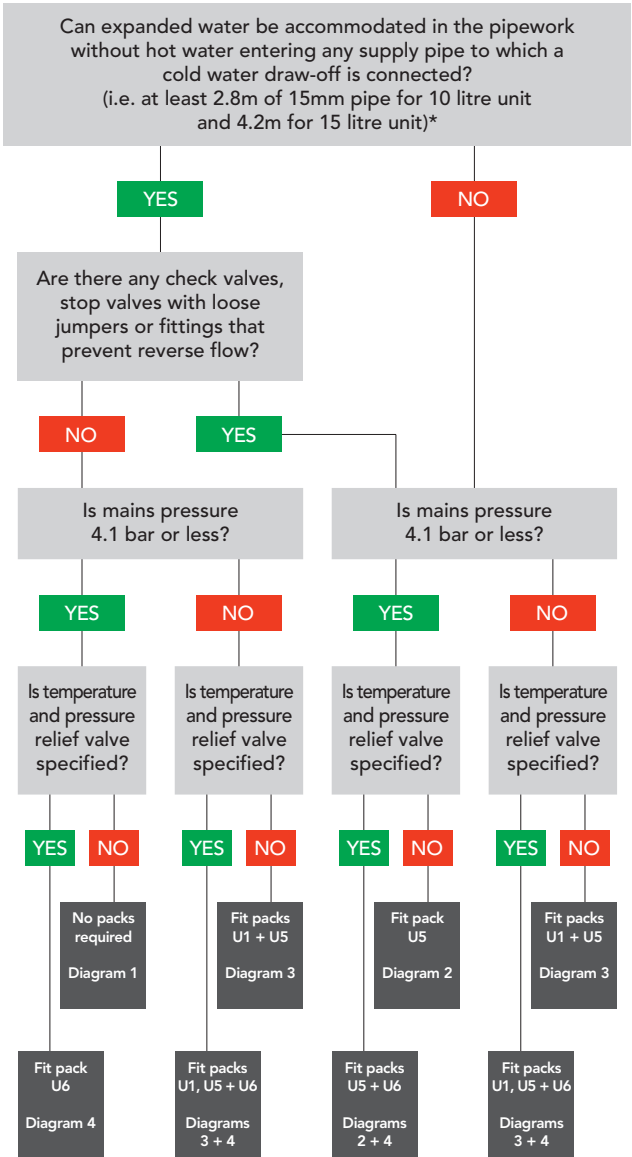 Can expanded water be accommodated in the pipework
without hot water entering any supply pipe to which a
cold water draw-off is connected?
(i.e. at least 2.8m of 15mm pipe for 10 litre unit
and 4.2m for 15 litre unit)*
YES
NO
Are there any check valves,
stop valves with loose
jumpers or fittings that
prevent reverse flow?
NO
YES
Is mains pressure
4.1 bar or less?
Is mains pressure
4.1 bar or less?
YES
NO
YES
NO
Is temperature
and pressure
relief valve
specified?
Is temperature
and pressure
relief valve
specified?
Is temperature
and pressure
relief valve
specified?
Is temperature
and pressure
relief valve
specified?
YES
NO
YES
NO
YES
NO
YES
NO
No packs
required
Diagram 1
Fit packs
U1 + U5
Diagram 3
Fit pack
U5
Diagram 2
Fit packs
U1 + U5
Diagram 3
Fit pack
U6
Diagram 4
Fit packs
U1, U5 + U6
Diagrams
3 + 4
Fit packs
U5 + U6
Diagrams
2 + 4
Fit packs
U1, U5 + U6
Diagrams
3 + 4